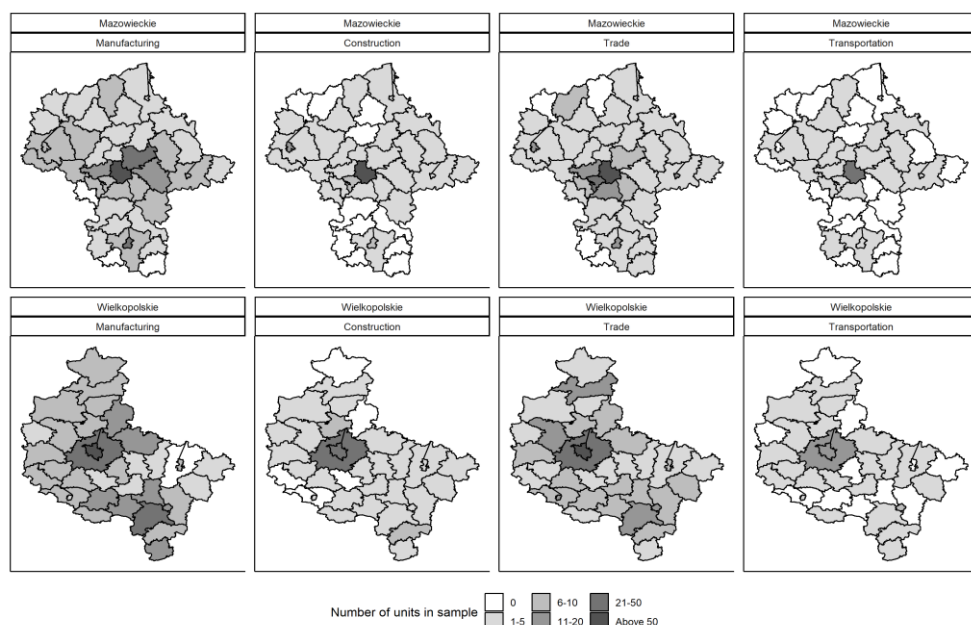 Mazowieckie
Manufacturing
Mazowieckie
Construction
Mazowieckie
Trade
Mazowieckie
Transportation
Wielkopolskie
Manufacturing
Wielkopolskie
Construction
Wielkopolskie
Trade
Wielkopolskie
Transportation
Number of units in sample
0
6-10
21-50
1-5
11-20
Above 50